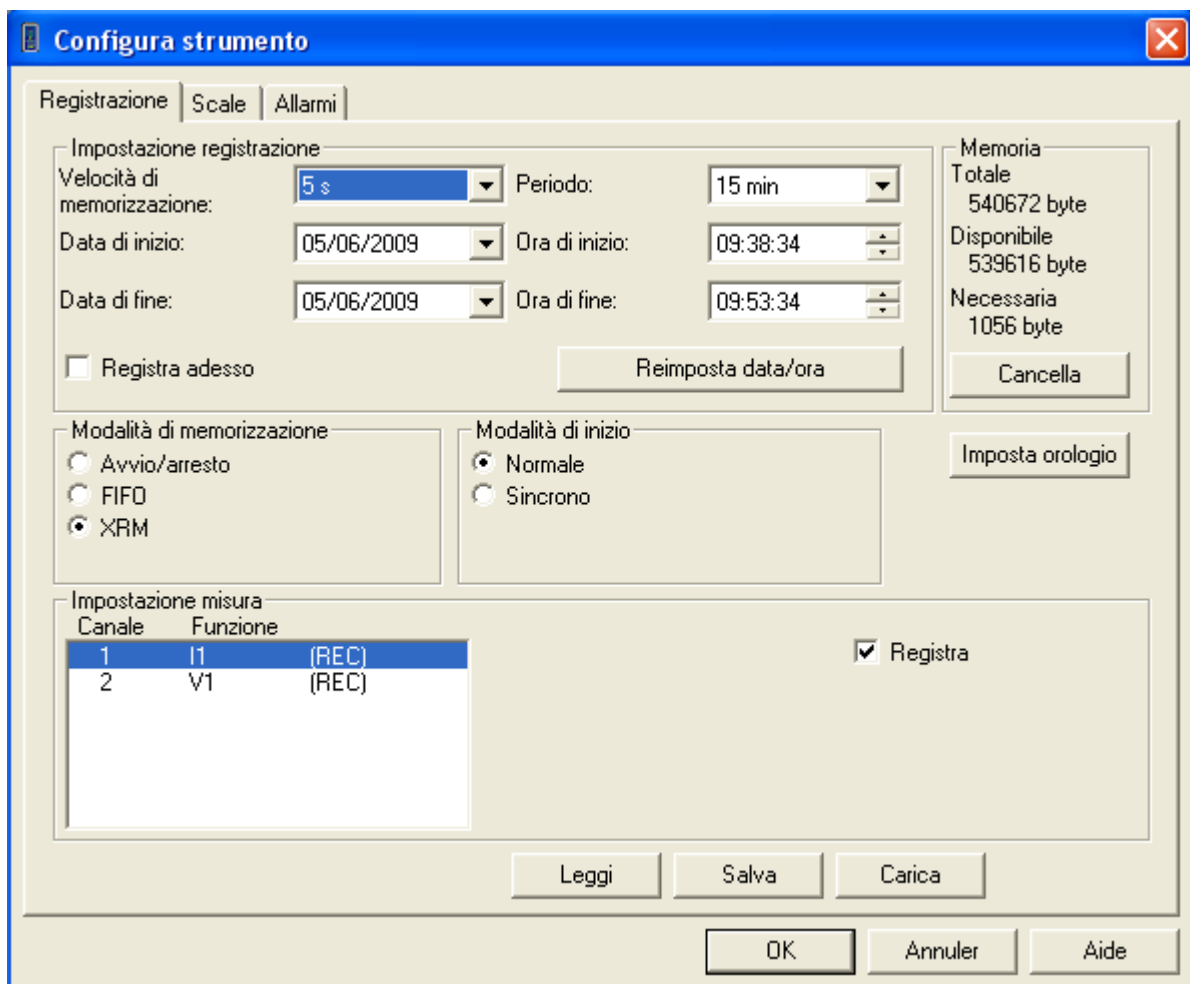 Configura strumento
Registrazione Scale Allarmi
Impostazione registrazione
Velocità di
memorizzazione:
5 s
Periodo:
15 min
Data di inizio:
05/06/2009
Ora di inizio:
09:38:34
Data di fine:
05/06/2009
Ora di fine:
09:53:34
Registra adesso
Reimposta data/ora
Memoria
Totale
540672 byte
Disponibile
539616 byte
Necessaria
1056 byte
Cancella
Modalità di memorizzazione
Avvio/arresto
FIFO
XRM
Modalità di inizio
Normale
Sincrono
Imposta orologio
Impostazione misura
Canale Funzione
1 I1 (REC)
2 V1 (REC)
Registra
Leggi Salva Carica
OK Annuler Aide